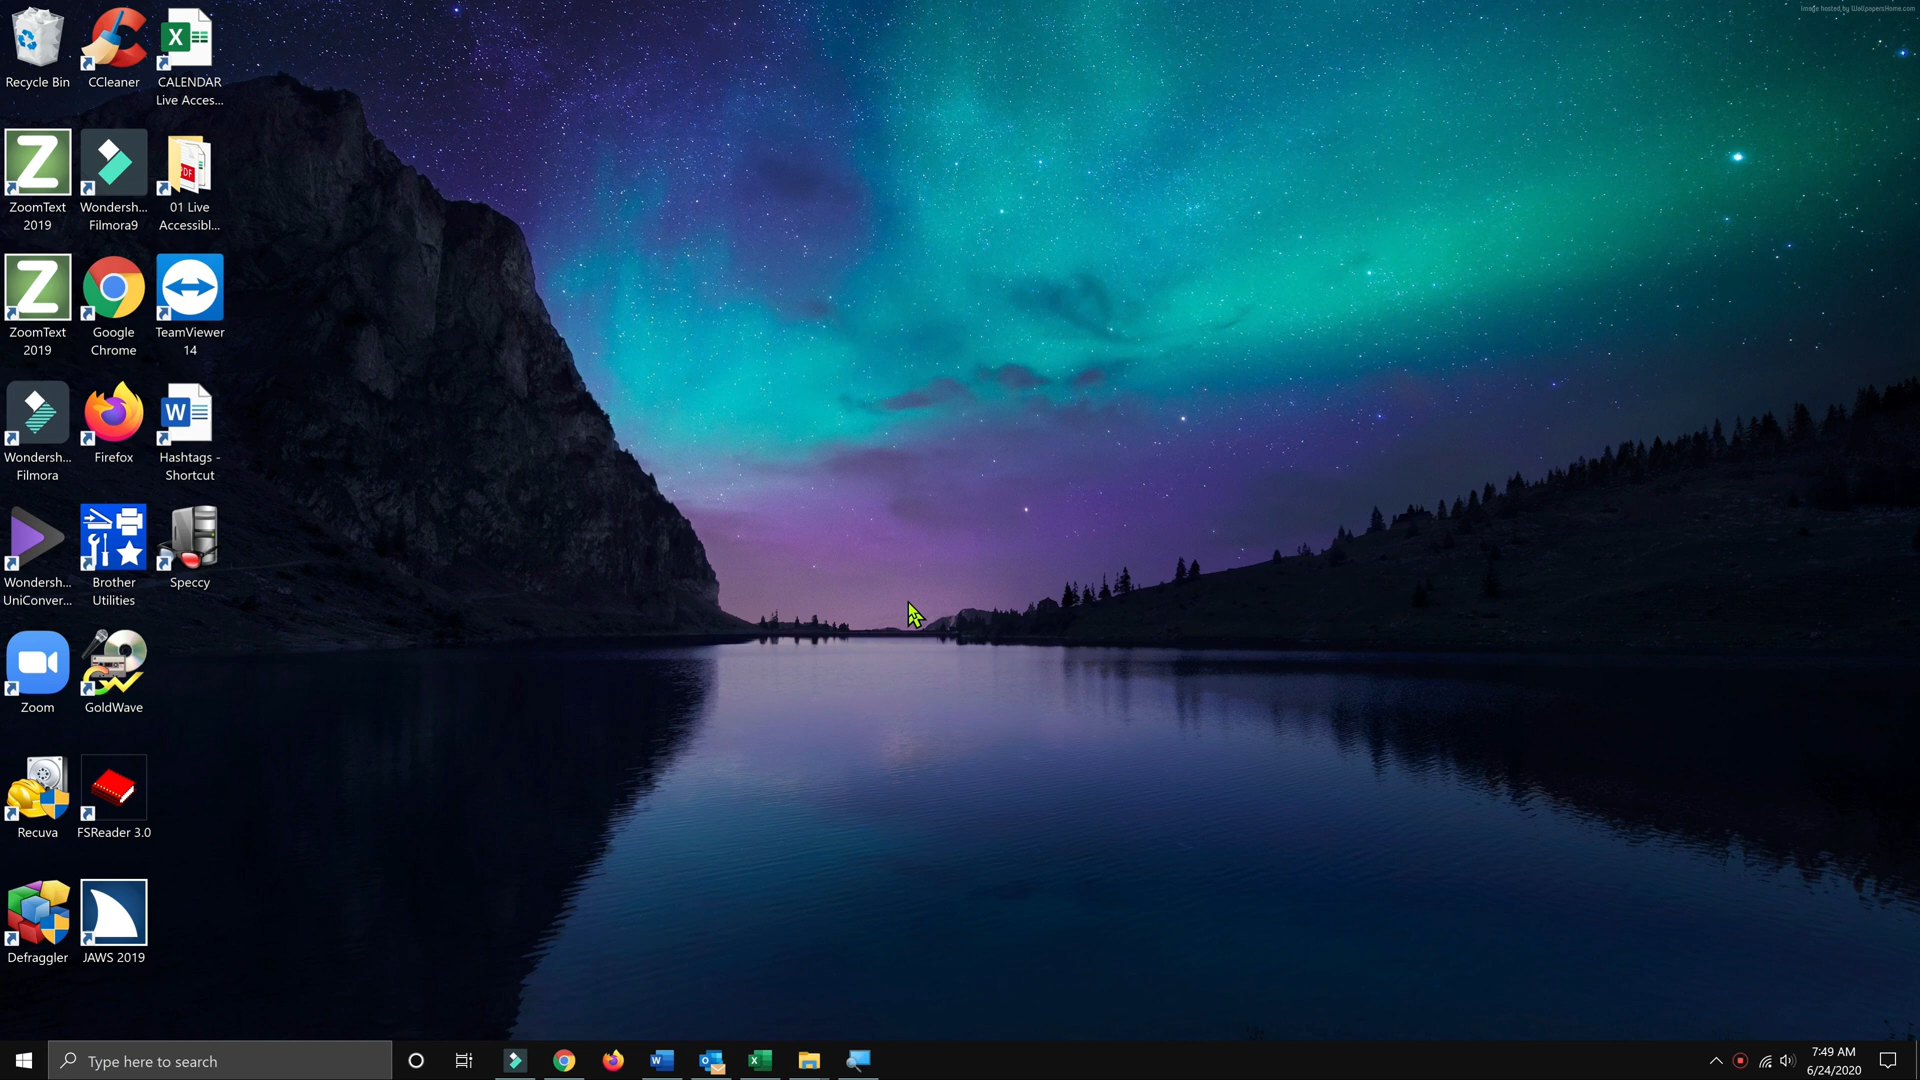 Image hosted by WallpapersHome.com
Recycle Bin
CCleaner
CALENDAR
Live Acces...
ZoomText
2019
Wondersh...
Filmora9
PDF
01 Live
Accessibl...
ZoomText
2019
Google
Chrome
TeamViewer
14
Wondersh...
Filmora
Firefox
Hashtags -
Shortcut
Wondersh...
UniConver...
Brother
Utilities
Speccy
Zoom
GoldWave
Recuva
FSReader 3.0
Defraggler
JAWS 2019
Type here to search
7:49 AM
6/24/2020